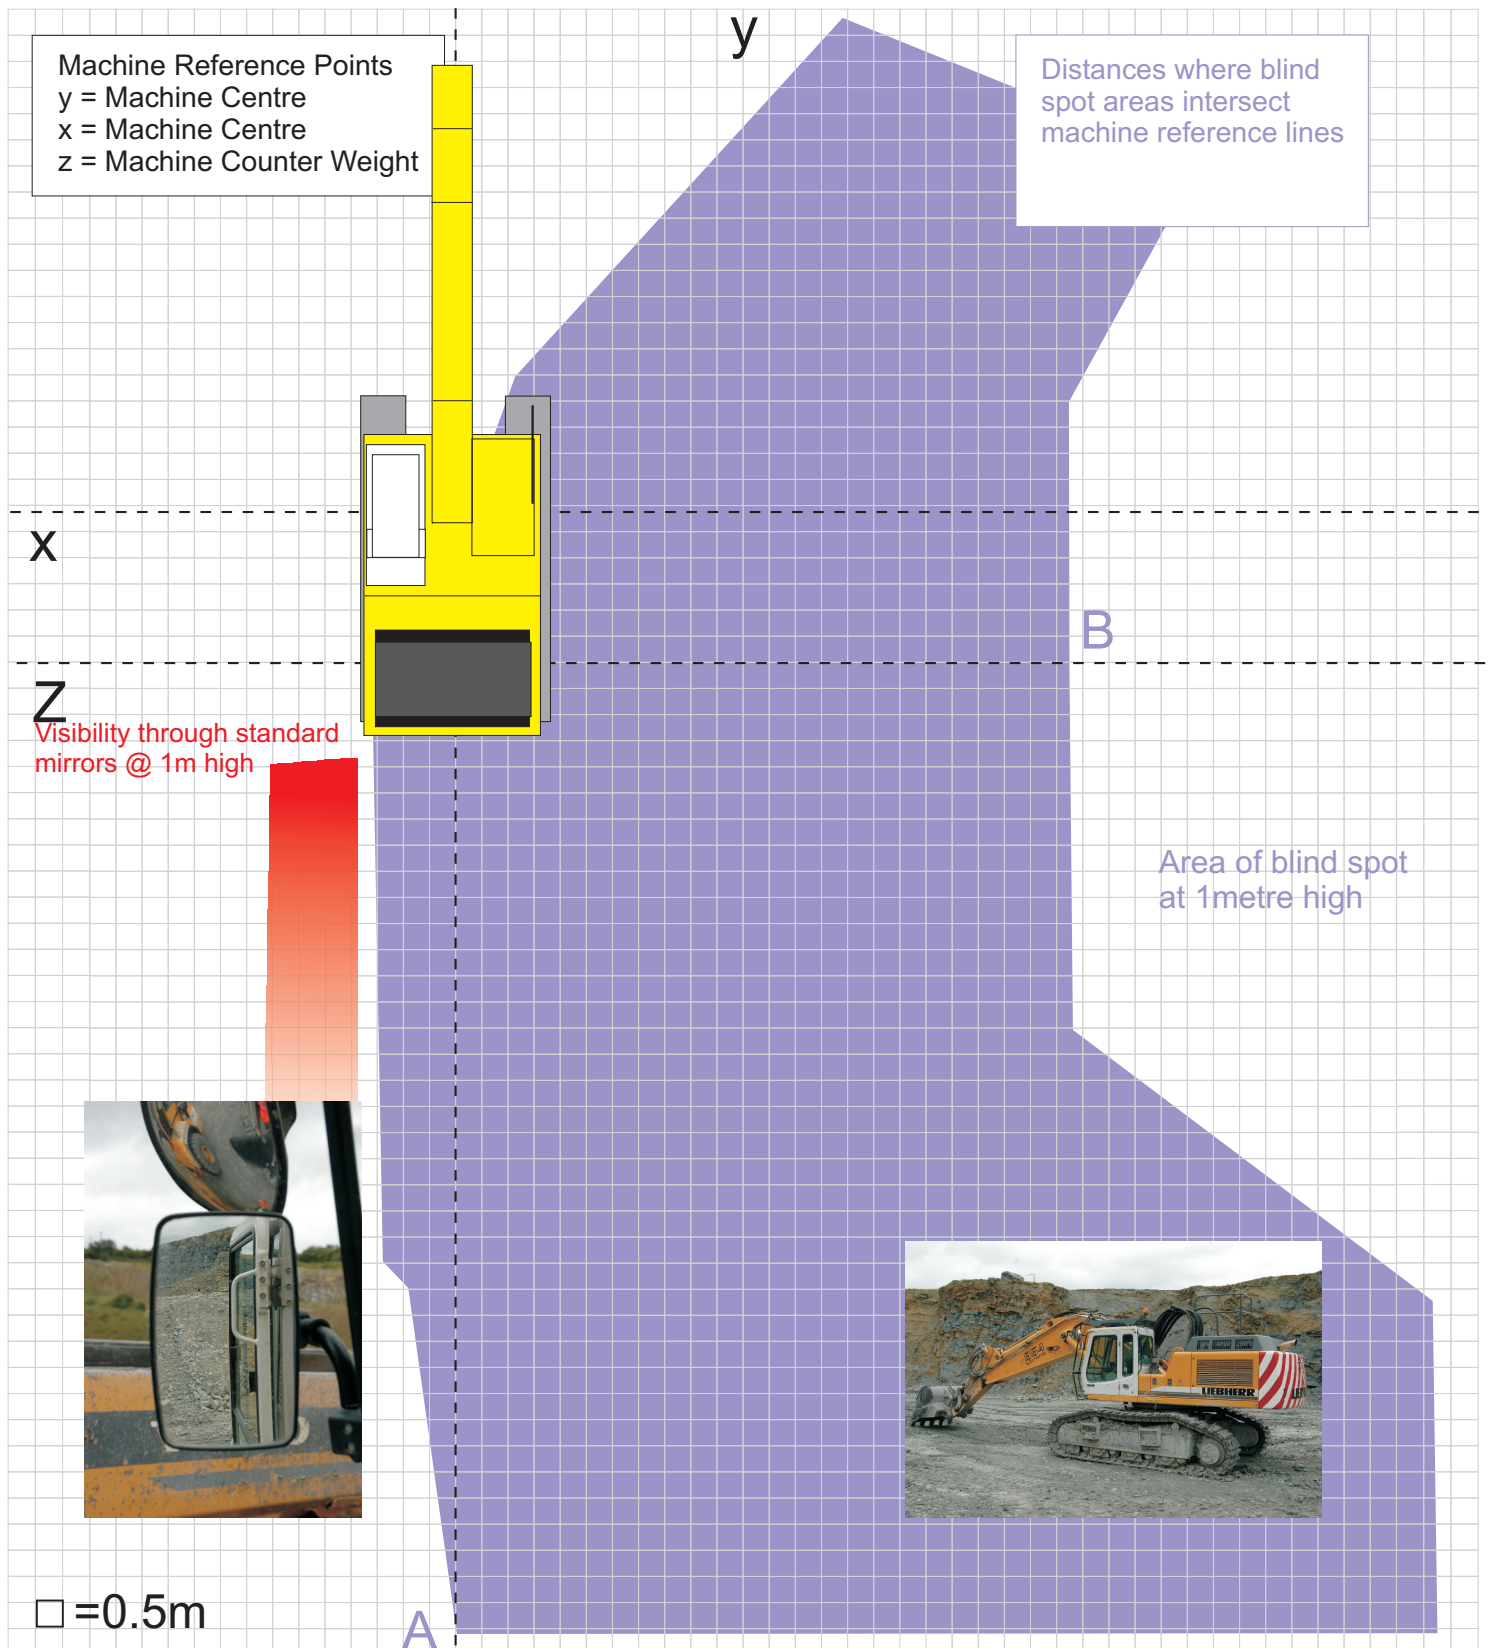 y
Machine Reference Points
y = Machine Centre
x = Machine Centre
z = Machine Counter Weight
Distances where blind
spot areas intersect
machine reference lines
x
B
Z
Visibility through standard
mirrors @ 1m high
Area of blind spot
at 1metre high
LIEBHERR
=0.5m
A